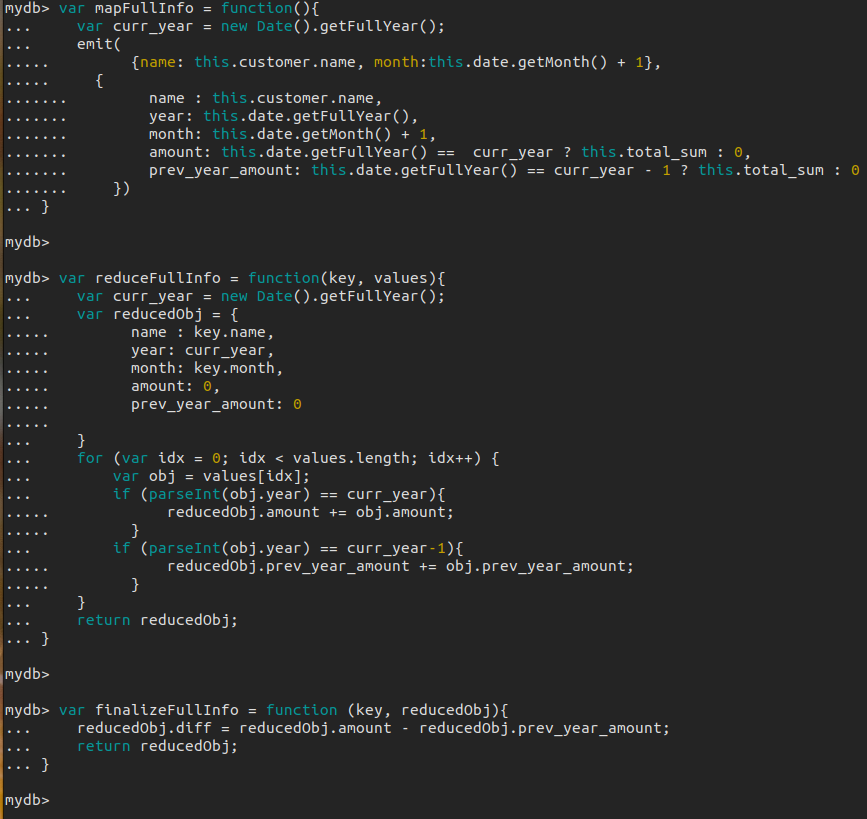 mydb> var mapFullInfo = function(){
...     var curr_year = new Date().getFullYear();
...     emit(
.....         {name: this.customer.name, month:this.date.getMonth() + 1},
.....     {
.......         name : this.customer.name,
.......         year: this.date.getFullYear(),
.......         month: this.date.getMonth() + 1,
.......         amount: this.date.getFullYear() ==  curr_year ? this.total_sum : 0,
.......         prev_year_amount: this.date.getFullYear() == curr_year - 1 ? this.total_sum : 0
.......     })
... }
mydb>
mydb> var reduceFullInfo = function(key, values){
...     var curr_year = new Date().getFullYear();
...     var reducedObj = {
.....         name : key.name,
.....         year: curr_year,
.....         month: key.month,
.....         amount: 0,
.....         prev_year_amount: 0
.....
...     }
...     for (var idx = 0; idx < values.length; idx++) {
...         var obj = values[idx];
...         if (parseInt(obj.year) == curr_year){
.....             reducedObj.amount += obj.amount;
.....         }
...         if (parseInt(obj.year) == curr_year-1){
.....             reducedObj.prev_year_amount += obj.prev_year_amount;
.....         }
...     }
...     return reducedObj;
... }
mydb>
mydb> var finalizeFullInfo = function (key, reducedObj){
...     reducedObj.diff = reducedObj.amount - reducedObj.prev_year_amount;
...     return reducedObj;
... }
mydb>